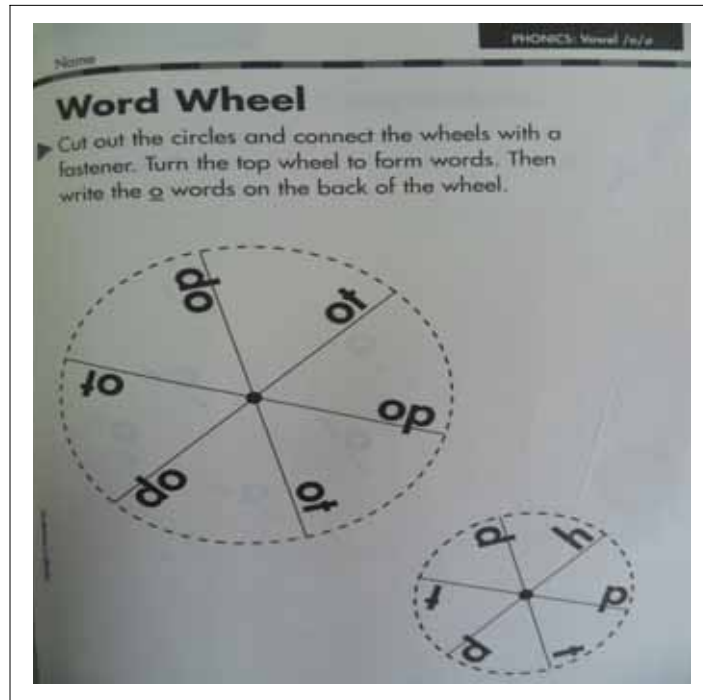 PHONICS: Vowel /o/o
Name
Word Wheel
Cut out the circles and connect the wheels with a
fastener. Turn the top wheel to form words. Then
write the o words on the back of the wheel.
op
ot
op
ot
op
ot
h
p
t
p
t